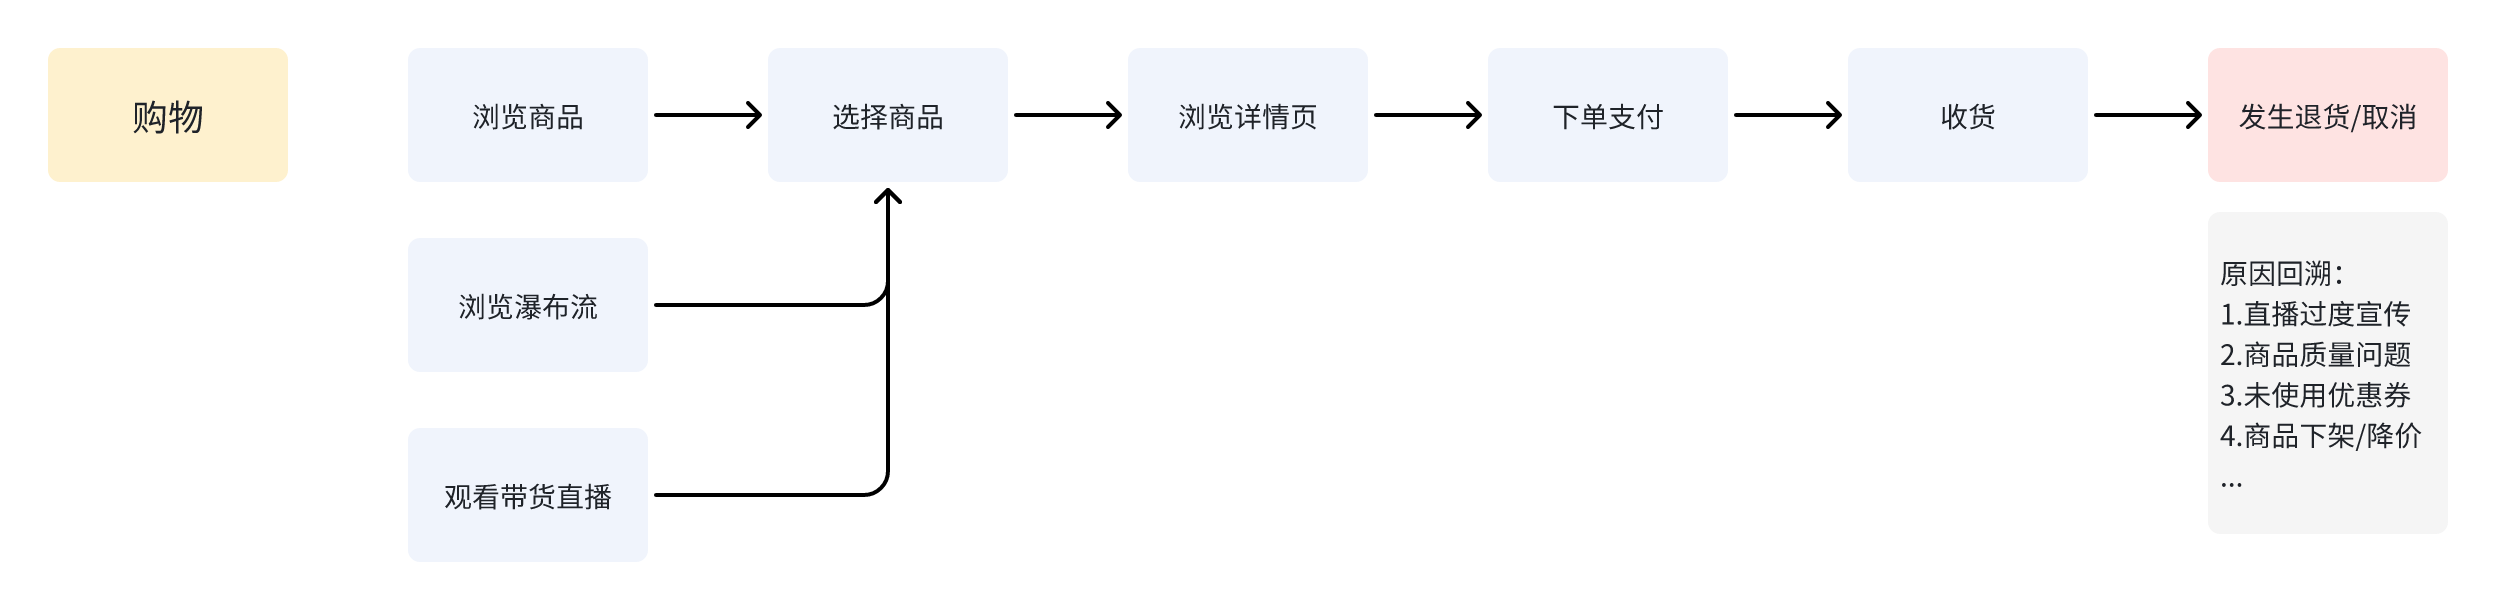 购物
浏览商品
选择商品
浏览详情页
下单支付
收货
发生退货/取消
浏览瀑布流
观看带货直播
原因回溯：
1.直播过度宣传
2.商品质量问题
3.未使用优惠券
4.商品下架/降价
...